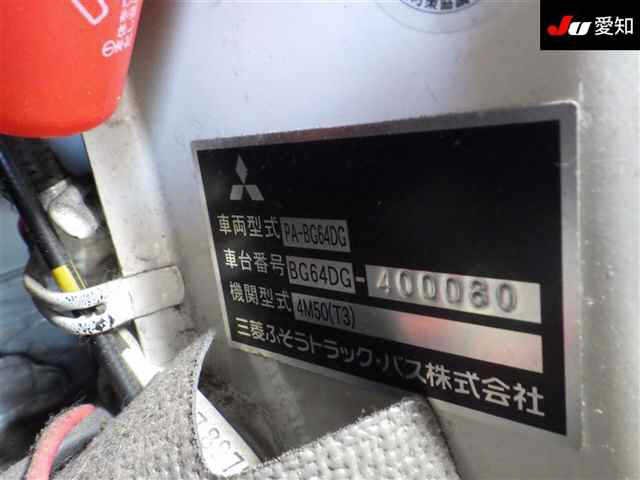 JU 愛知
車両型式 PA-BG64DG
車台番号 BG64DG-400080
機関型式 4M50(T3)
三菱ふそうトラック・バス株式会社